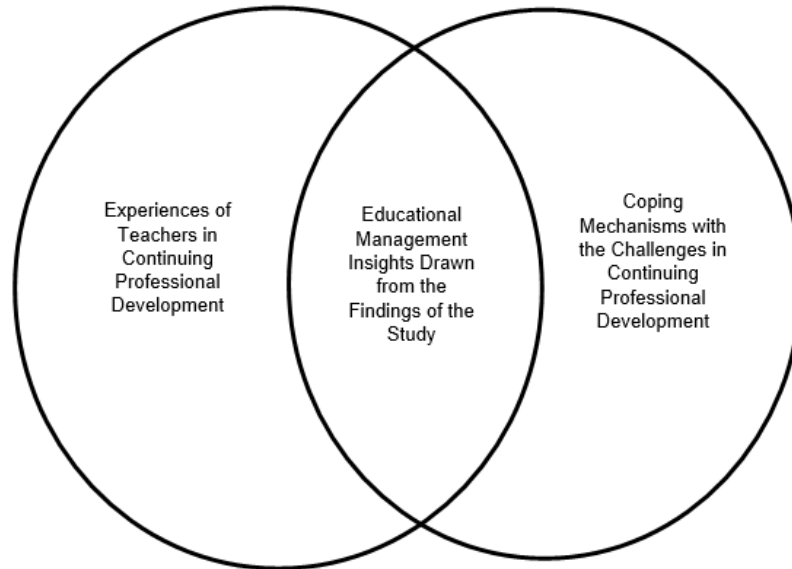 Experiences of
Teachers in
Continuing
Professional
Development
Educational
Management
Insights Drawn
from the
Findings of the
Study
Coping
Mechanisms with
the Challenges in
Continuing
Professional
Development